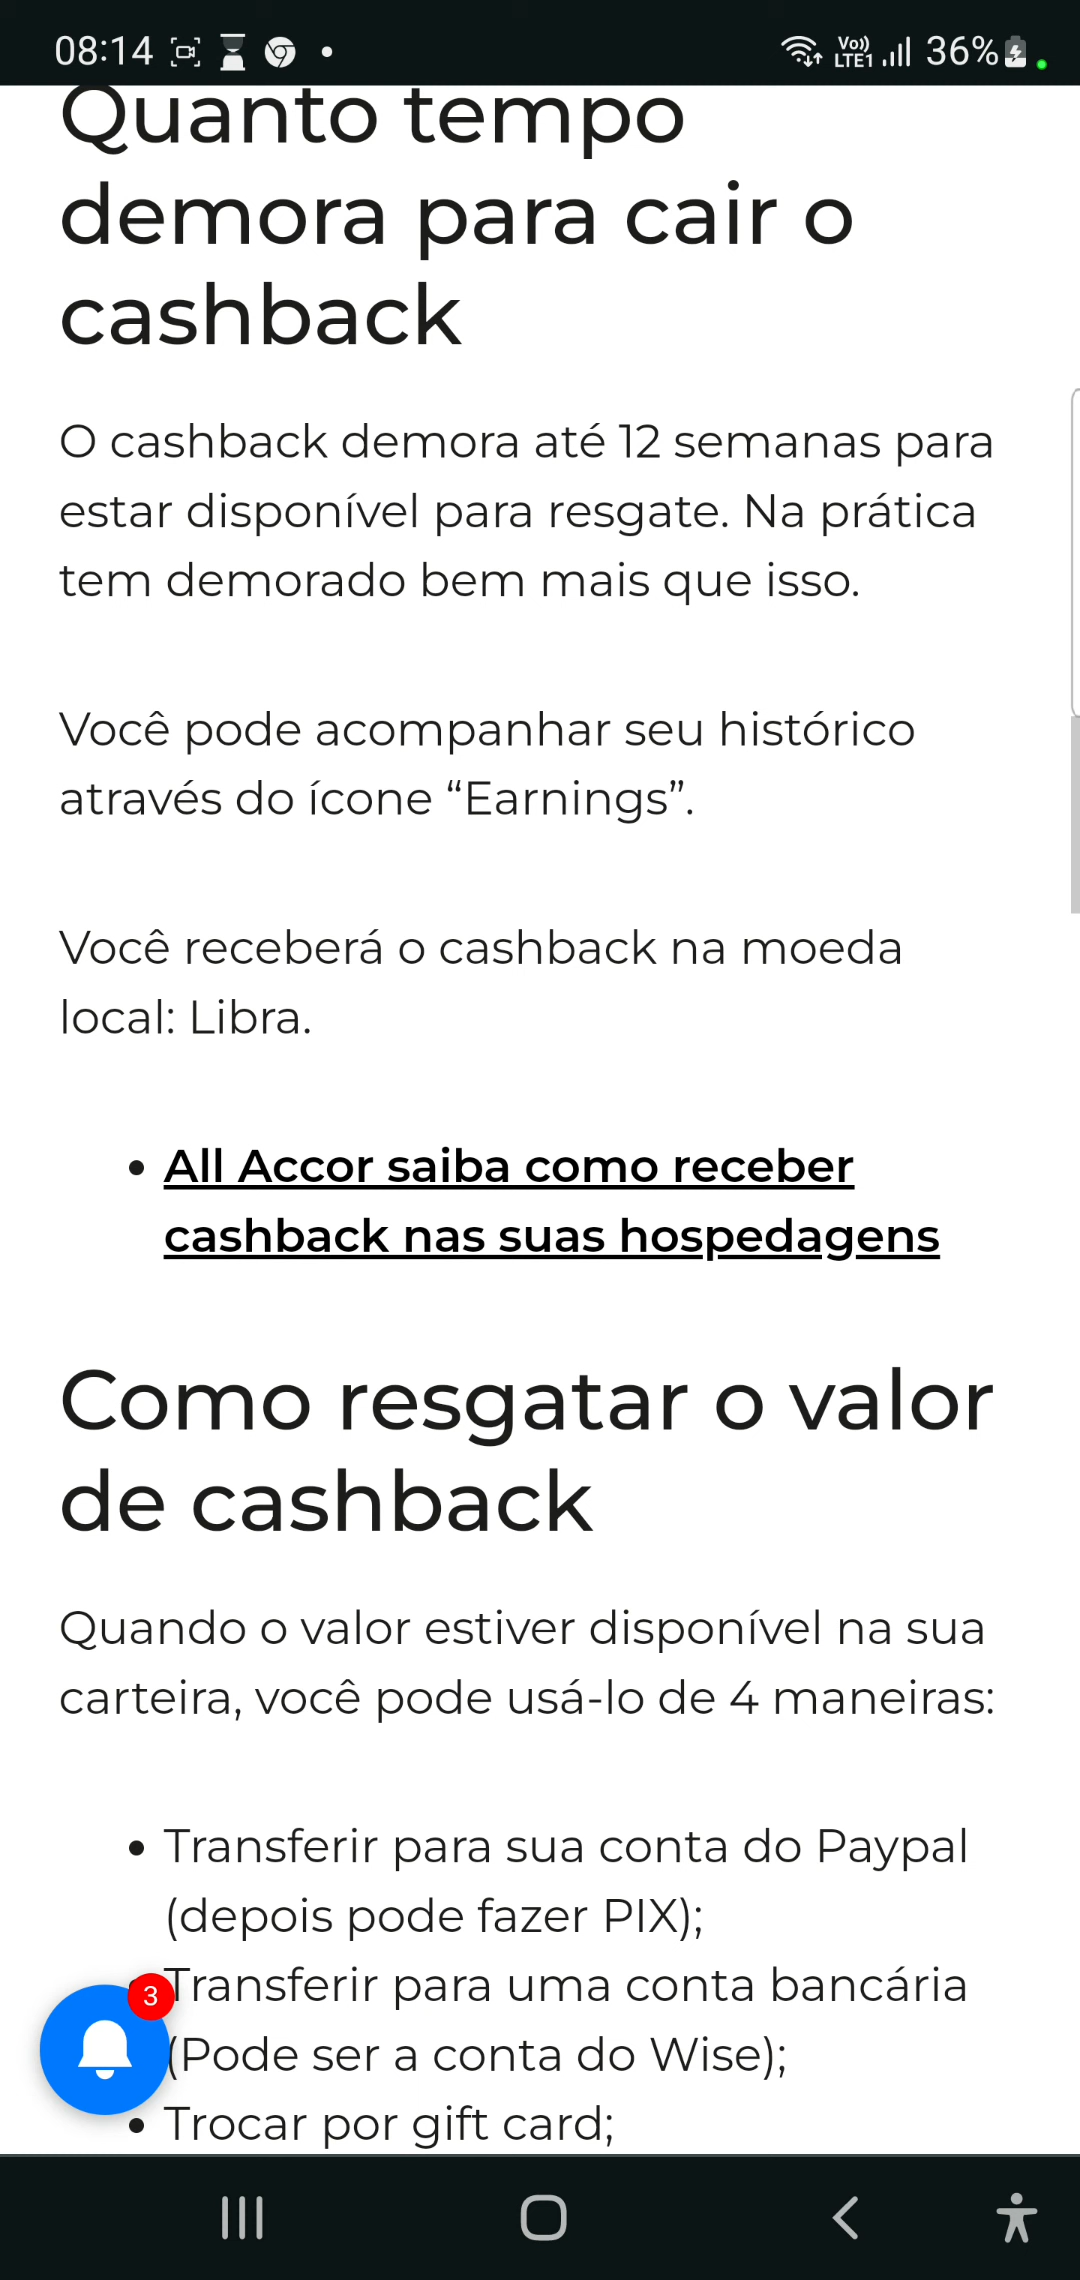 08:14
Vo))
LTE1
36%
Quanto tempo
demora para cair o
cashback
O cashback demora até 12 semanas para
estar disponível para resgate. Na prática
tem demorado bem mais que isso.
Você pode acompanhar seu histórico
através do ícone “Earnings”.
Você receberá o cashback na moeda
local: Libra.
• All Accor saiba como receber
cashback nas suas hospedagens
Como resgatar o valor
de cashback
Quando o valor estiver disponível na sua
carteira, você pode usá-lo de 4 maneiras:
• Transferir para sua conta do Paypal
(depois pode fazer PIX);
• Transferir para uma conta bancária
(Pode ser a conta do Wise);
• Trocar por gift card;
3